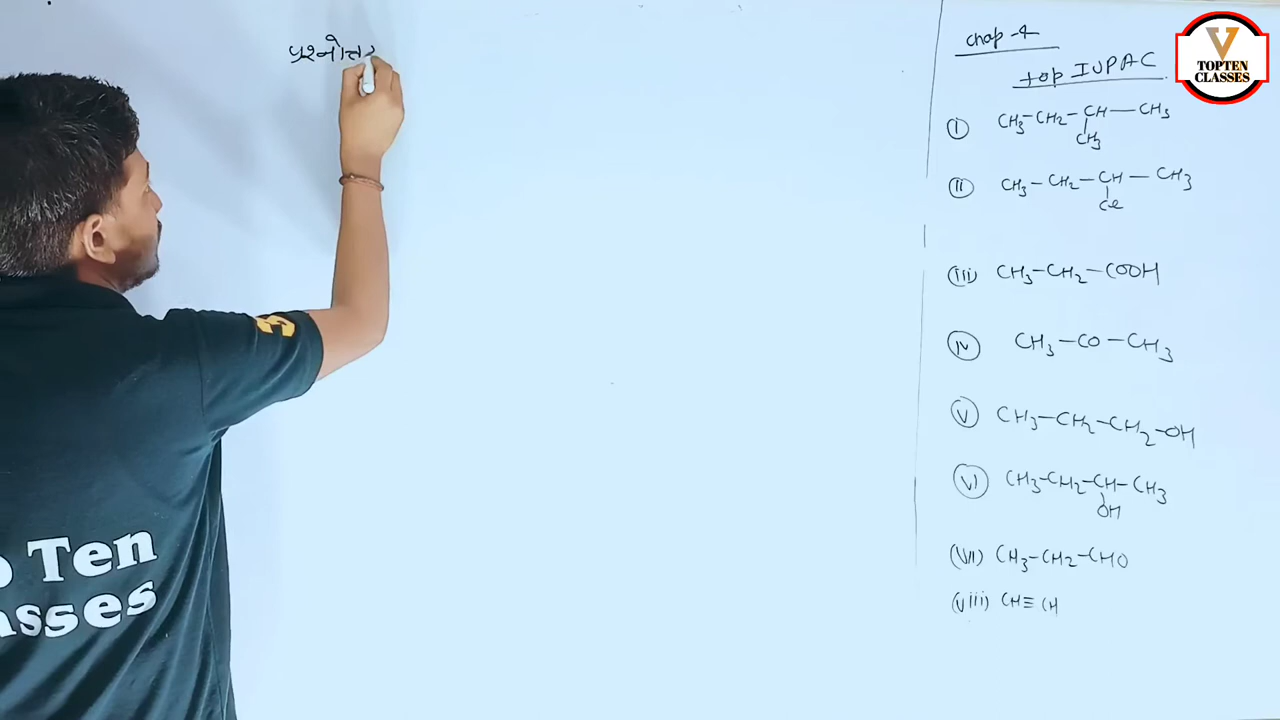 प्रश्नोत्तर
chap-4
top IUPAC
V
TOPTEN
CLASSES
(i) CH3-CH2-CH-CH3
CH3
(ii) CH3-CH2-CH-CH3
Cl
(iii) CH3-CH2-COOH
(iv) CH3-CO-CH3
(v) CH3-CH2-CH2-OH
(vi) CH3-CH2-CH-CH3
OH
(vii) CH3-CH2-CHO
(viii) CH≡CH
Ten
asses